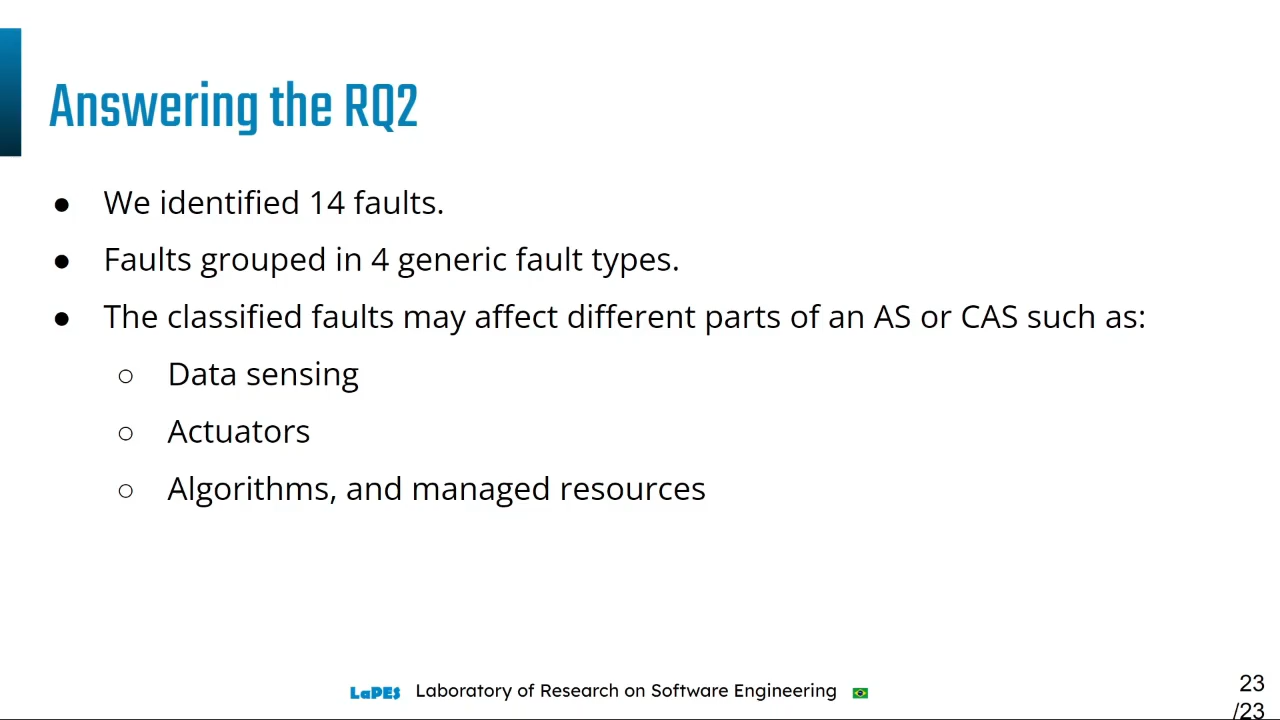 Answering the RQ2
● We identified 14 faults.
● Faults grouped in 4 generic fault types.
● The classified faults may affect different parts of an AS or CAS such as:
○ Data sensing
○ Actuators
○ Algorithms, and managed resources
LaPES Laboratory of Research on Software Engineering
23
/23